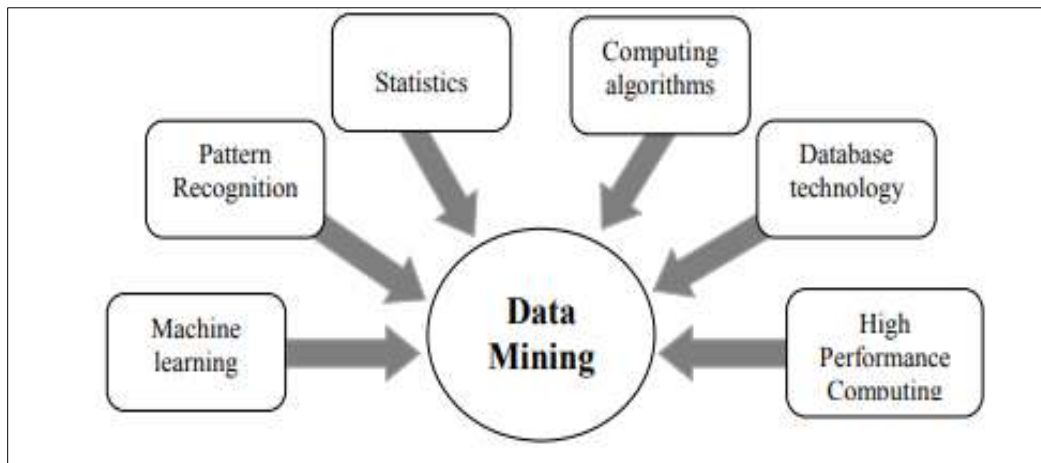 Statistics
Computing
algorithms
Pattern
Recognition
Database
technology
Machine
learning
Data
Mining
High
Performance
Computing